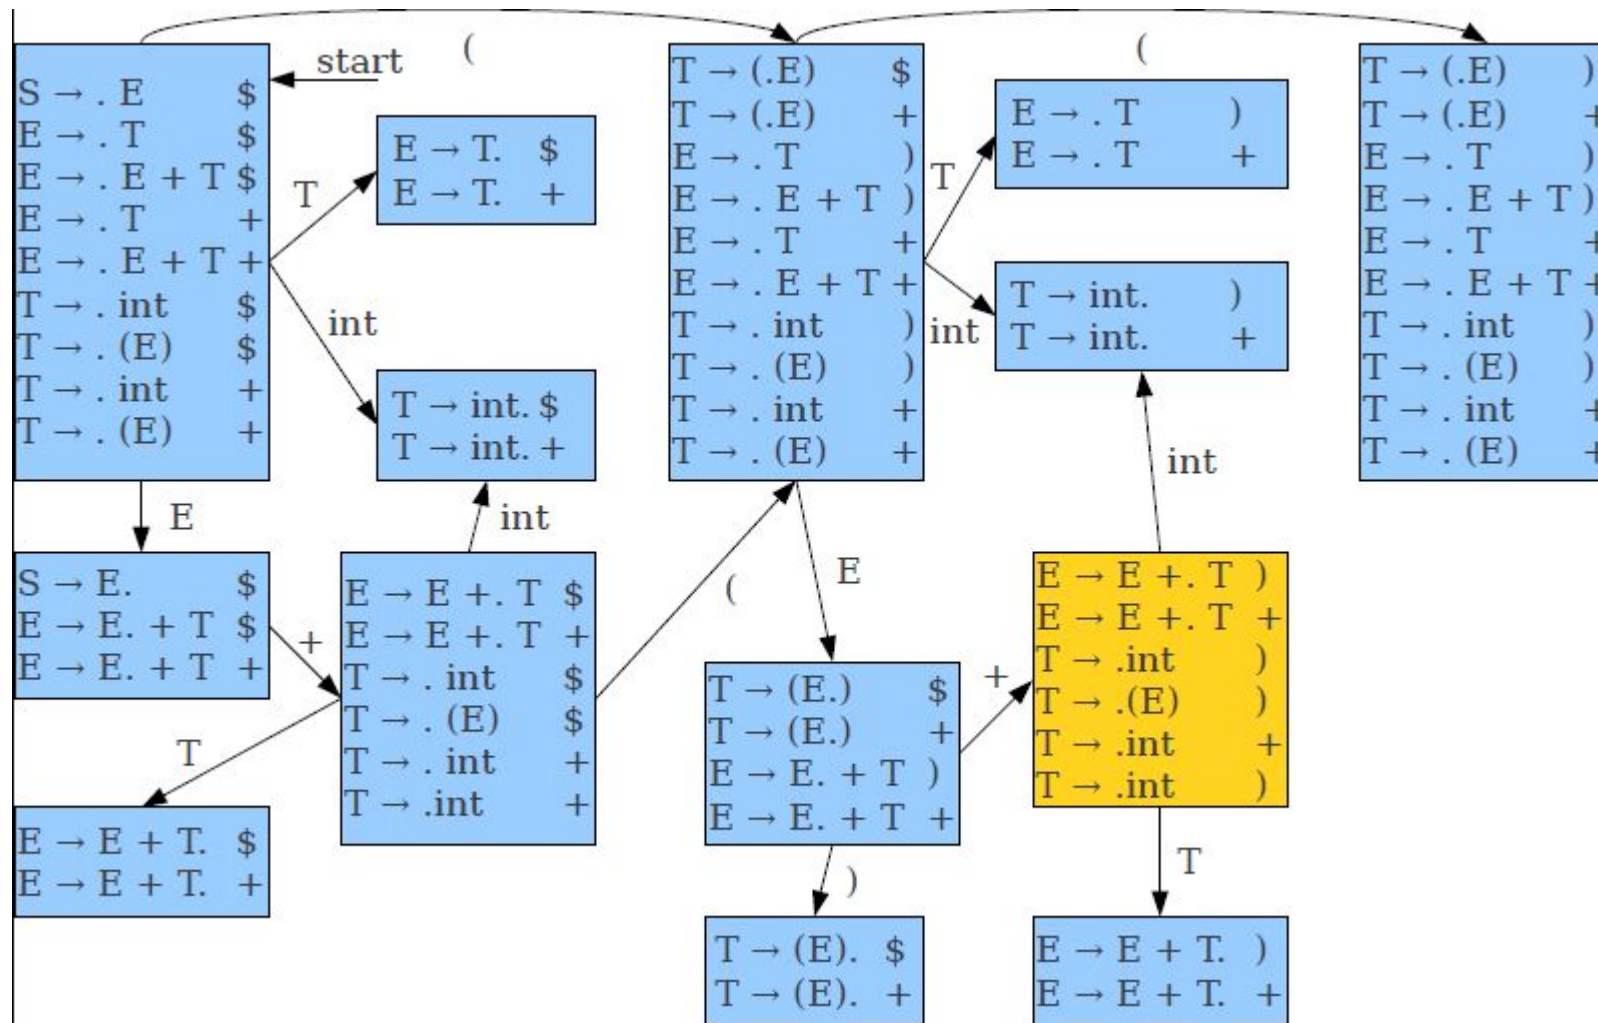 (
(
start
S → . E $
E → . T $
E → . E + T $
E → . T +
E → . E + T +
T → . int $
T → . (E) $
T → . int +
T → . (E) +
T
E → T. $
E → T. +
int
T → int. $
T → int. +
T → (.E) $
T → (.E) +
E → . T )
E → . E + T )
E → . T +
E → . E + T +
T → . int )
T → . (E) )
T → . int +
T → . (E) +
T
E → . T )
E → . T +
int
T → int. )
T → int. +
T → (.E) )
T → (.E) +
E → . T )
E → . E + T )
E → . T +
E → . E + T +
T → . int )
T → . (E) )
T → . int +
T → . (E) +
E
int
(
E
int
S → E. $
E → E. + T $
E → E. + T +
+
E → E +. T $
E → E +. T +
T → . int $
T → . (E) $
T → . int +
T → .int +
T → (E.) $
T → (E.) +
E → E. + T )
E → E. + T +
+
E → E +. T )
E → E +. T +
T → .int )
T → .(E) )
T → .int +
T → .int )
T
E → E + T. $
E → E + T. +
)
T
T → (E). $
T → (E). +
E → E + T. )
E → E + T. +